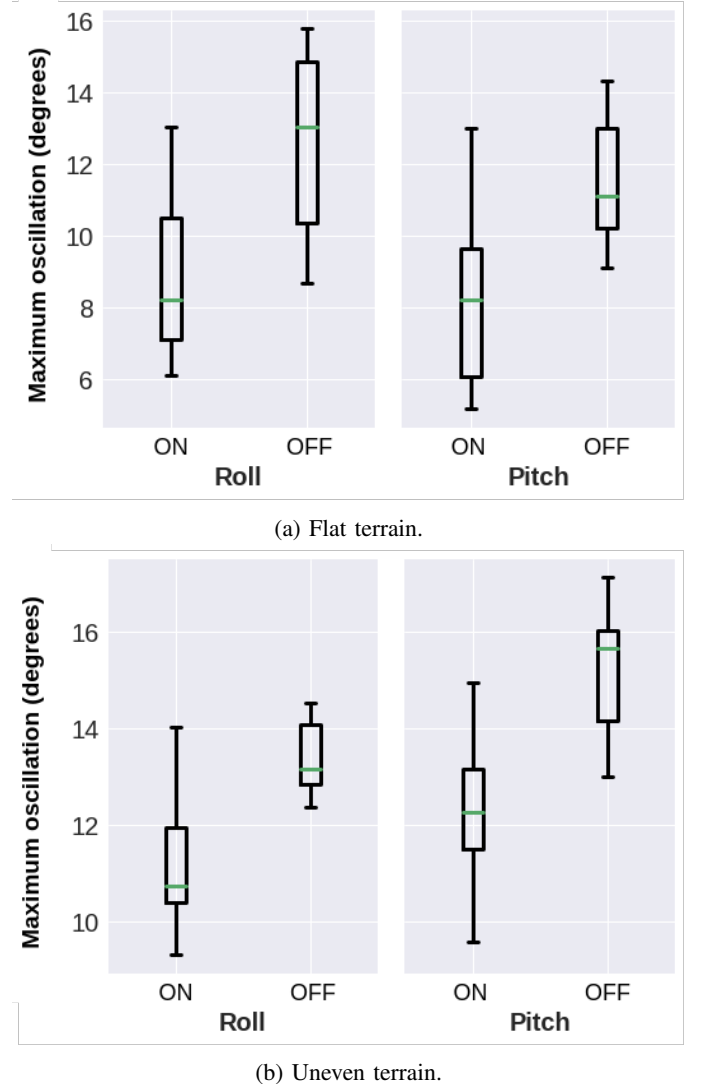 Maximum oscillation (degrees)
16
14
12
10
8
6
ON OFF ON OFF
Roll Pitch
(a) Flat terrain.
Maximum oscillation (degrees)
16
14
12
10
ON OFF ON OFF
Roll Pitch
(b) Uneven terrain.